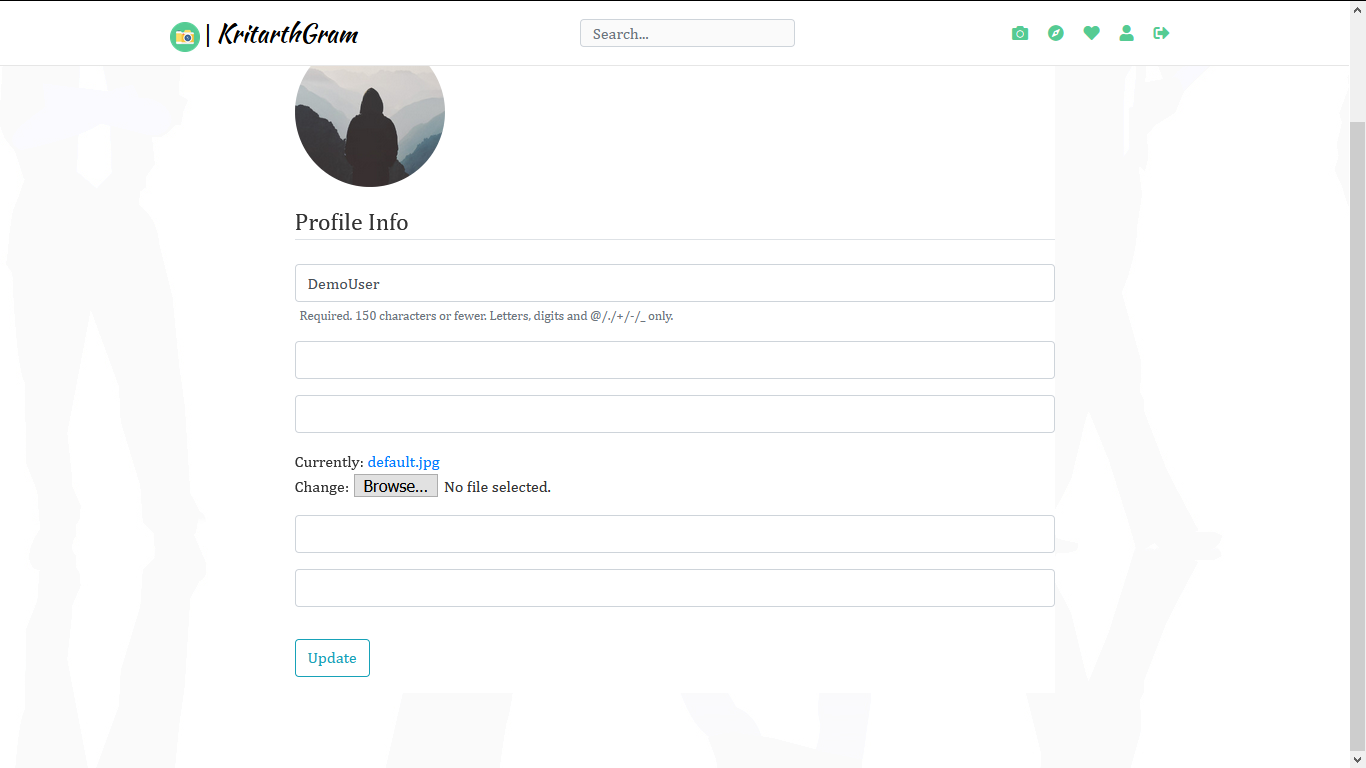 | KritarthGram
Search...
Profile Info
DemoUser
Required. 150 characters or fewer. Letters, digits and @/./+/-/_ only.
Currently: default.jpg
Change: Browse... No file selected.
Update